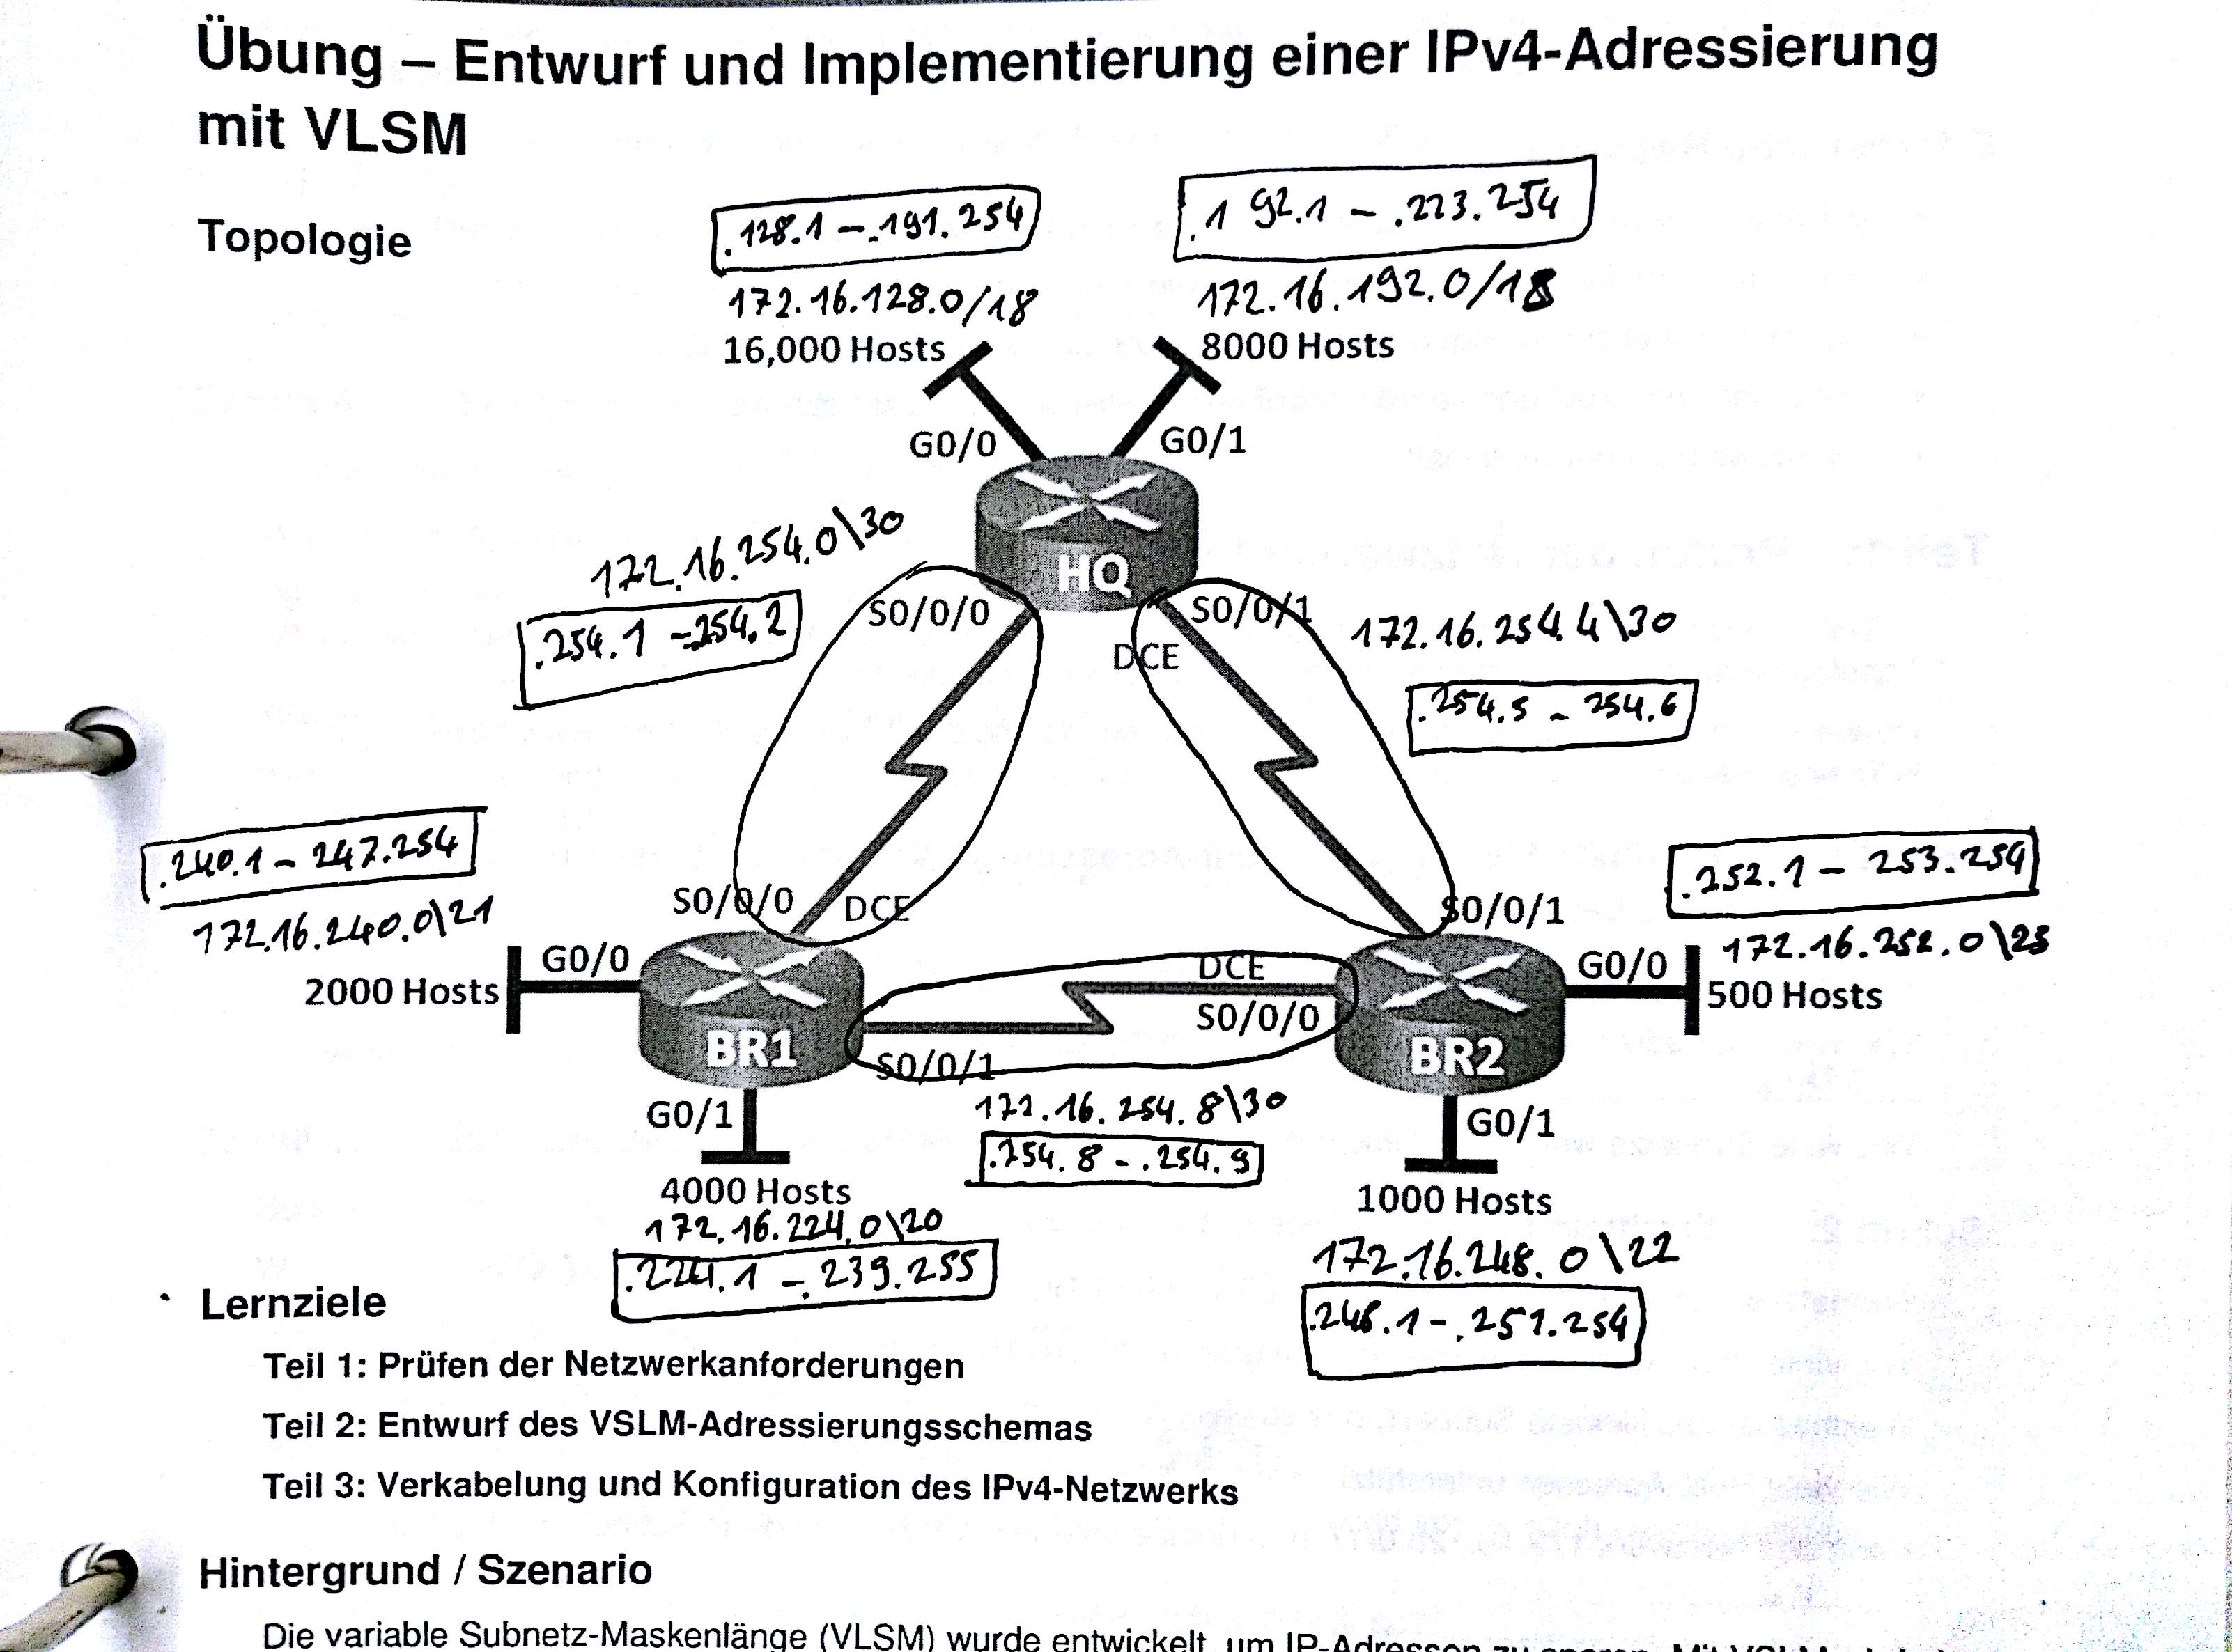 Übung – Entwurf und Implementierung einer IPv4-Adressierung
mit VLSM
Topologie
.128.1 – .191.254
172.16.128.0/18
16,000 Hosts
.192.1 – .223.254
172.16.192.0/18
8000 Hosts
G0/0
G0/1
HQ
172.16.254.0\30
.254.1 – 254.2
S0/0/0
S0/0/1
DCE
172.16.254.4\30
.254.5 – 254.6
.240.1 – 247.254
172.16.240.0\21
2000 Hosts
G0/0
S0/0/0
DCE
BR1
S0/0/1
G0/1
4000 Hosts
172.16.224.0\20
.224.1 – .239.255
DCE
S0/0/0
172.16.254.8\30
.254.8 – .254.9
S0/0/1
BR2
G0/0
.252.1 – 253.254
172.16.252.0\23
500 Hosts
G0/1
1000 Hosts
172.16.248.0\22
.248.1 – .251.254
Lernziele
Teil 1: Prüfen der Netzwerkanforderungen
Teil 2: Entwurf des VSLM-Adressierungsschemas
Teil 3: Verkabelung und Konfiguration des IPv4-Netzwerks
Hintergrund / Szenario
Die variable Subnetz-Maskenlänge (VLSM) wurde entwickelt, um IP-Adressen zu sparen. Mit